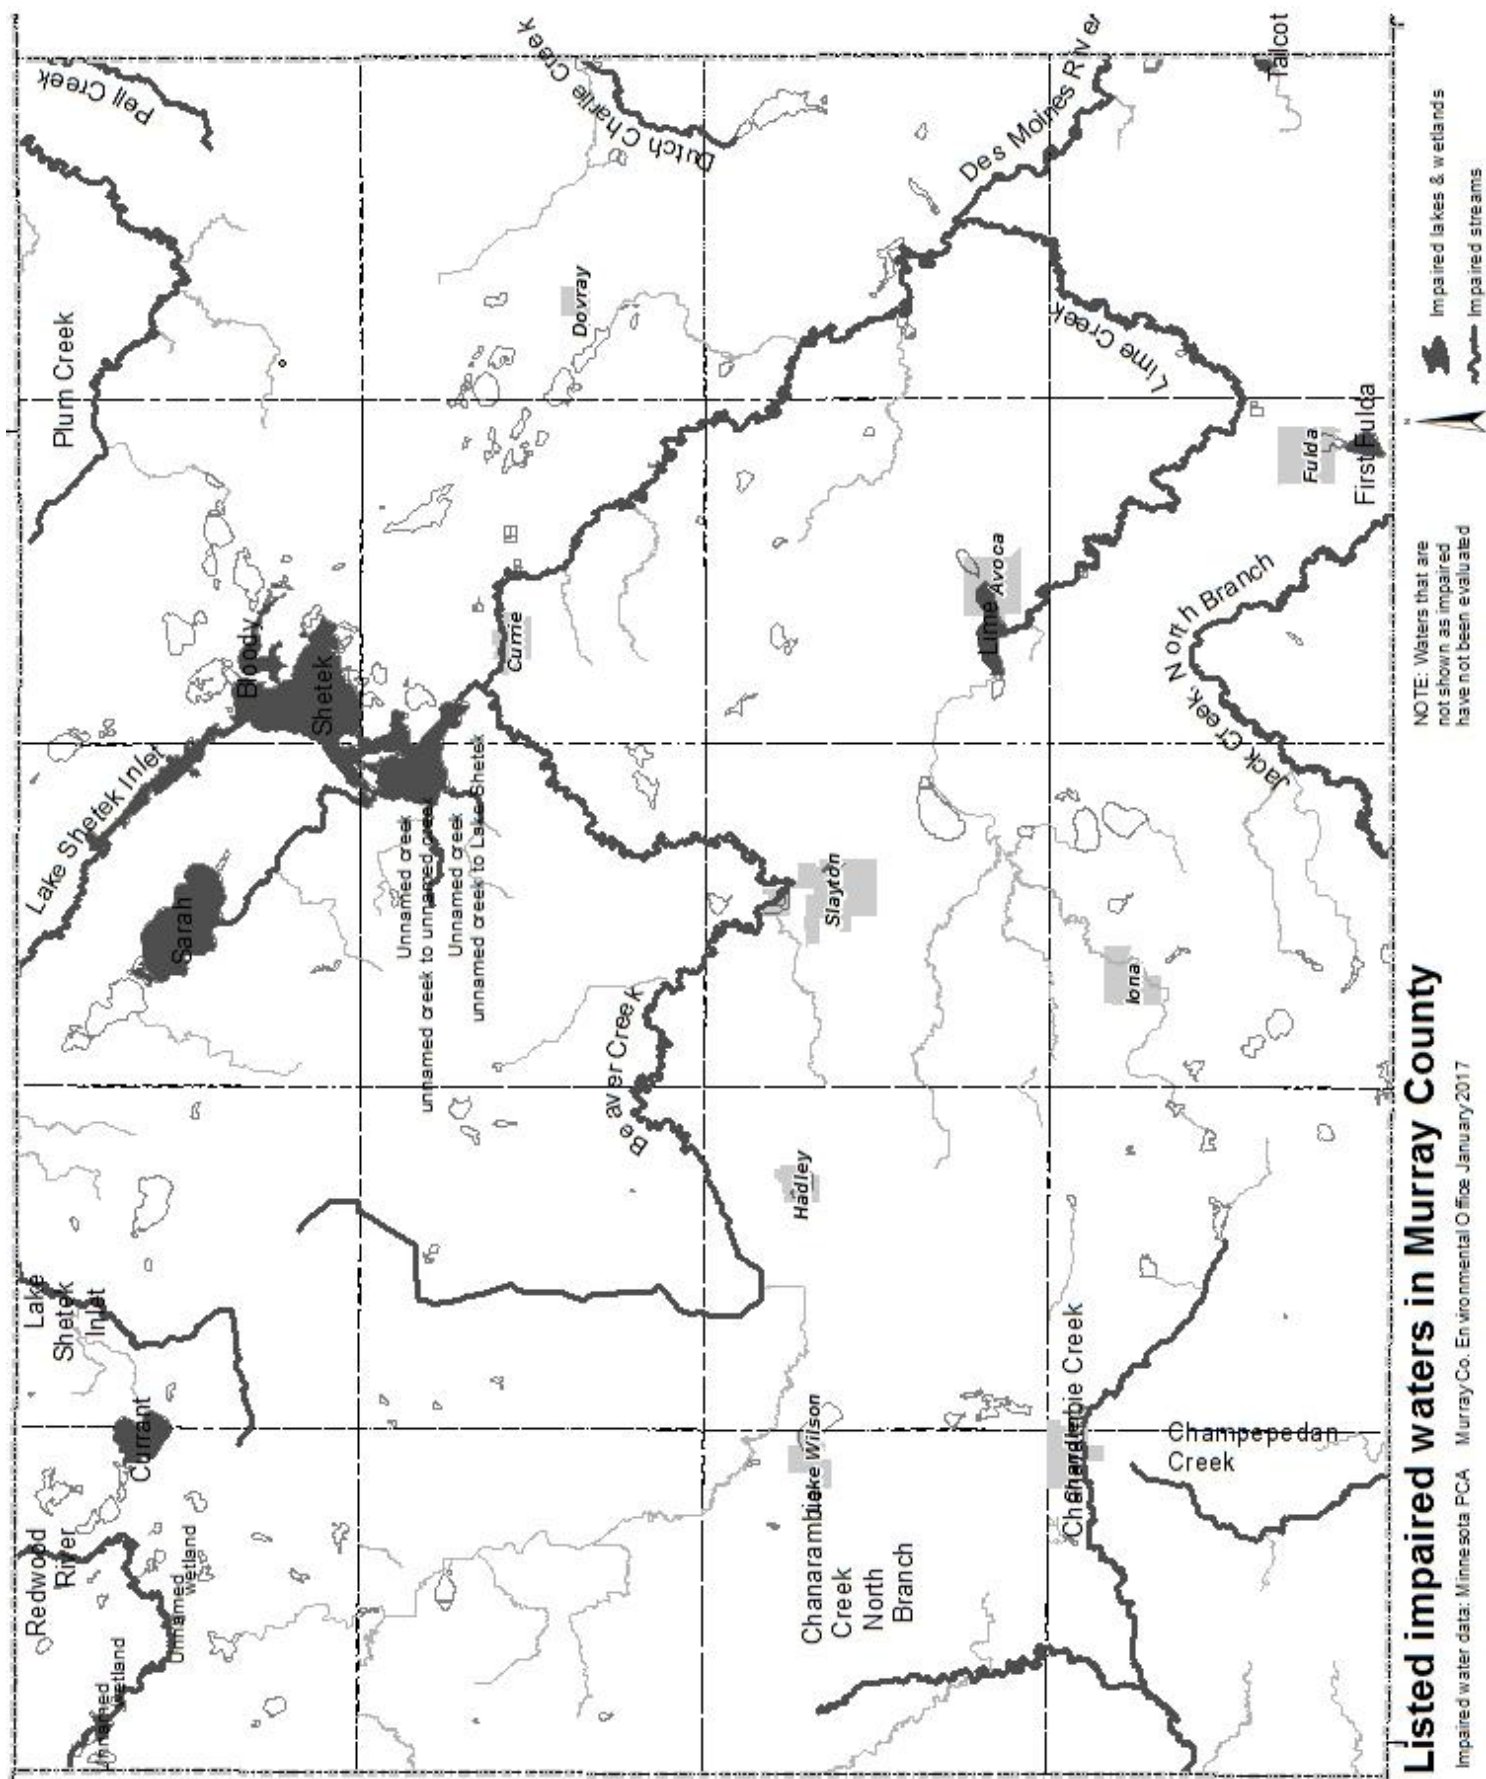 Redwood
River
Unnamed
wetland
Unnamed
wetland
Currant
Lake
Shetek
Inlet
Lake Shetek Inlet
Sarah
Bloody
Shetek
Plum Creek
Pell Creek
Unnamed creek
unnamed creek to unnamed creek
Unnamed creek
unnamed creek to Lake Shetek
Currie
Dovray
Dutch Charlie Creek
Beaver Creek
Hadley
Slayton
Lake Wilson
Chanarambie
Creek
North
Branch
Lime
Avoca
Des Moines River
Lime Creek
Talcot
Chanarambie Creek
Chandler
Champepedan
Creek
Iona
Jack Creek, North Branch
Fulda
First Fulda
Listed impaired waters in Murray County
Impaired water data: Minnesota PCA Murray Co. Environmental Office January 2017
NOTE: Waters that are
not shown as impaired
have not been evaluated
N
Impaired lakes & wetlands
Impaired streams